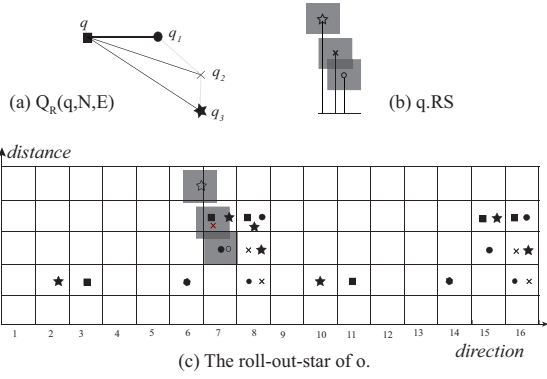 q
q₁
q₂
q₃
(a) Q_R(q,N,E)
(b) q.RS
distance
1 2 3 4 5 6 7 8 9 10 11 12 13 14 15 16
direction
(c) The roll-out-star of o.